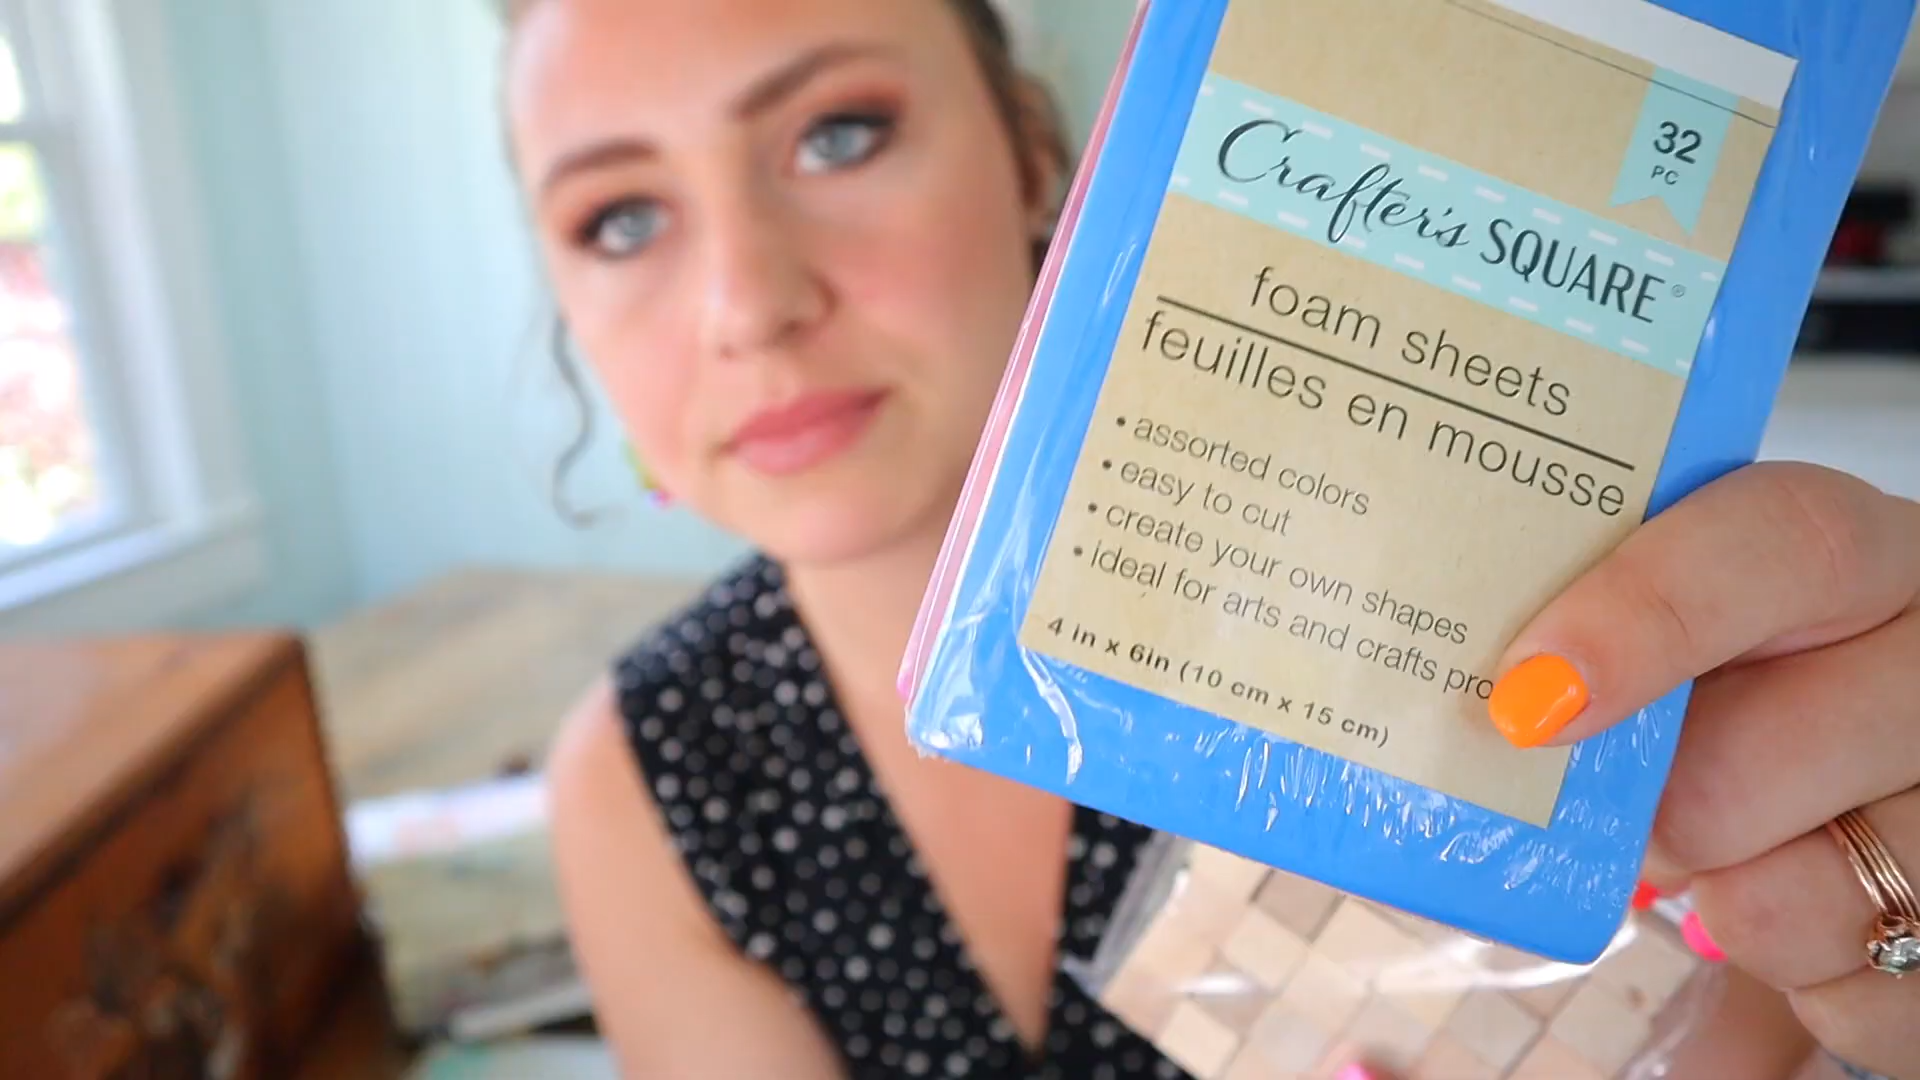 32
PC
Crafter's SQUARE®
foam sheets
feuilles en mousse
• assorted colors
• easy to cut
• create your own shapes
• ideal for arts and crafts pro
4 in x 6in (10 cm x 15 cm)